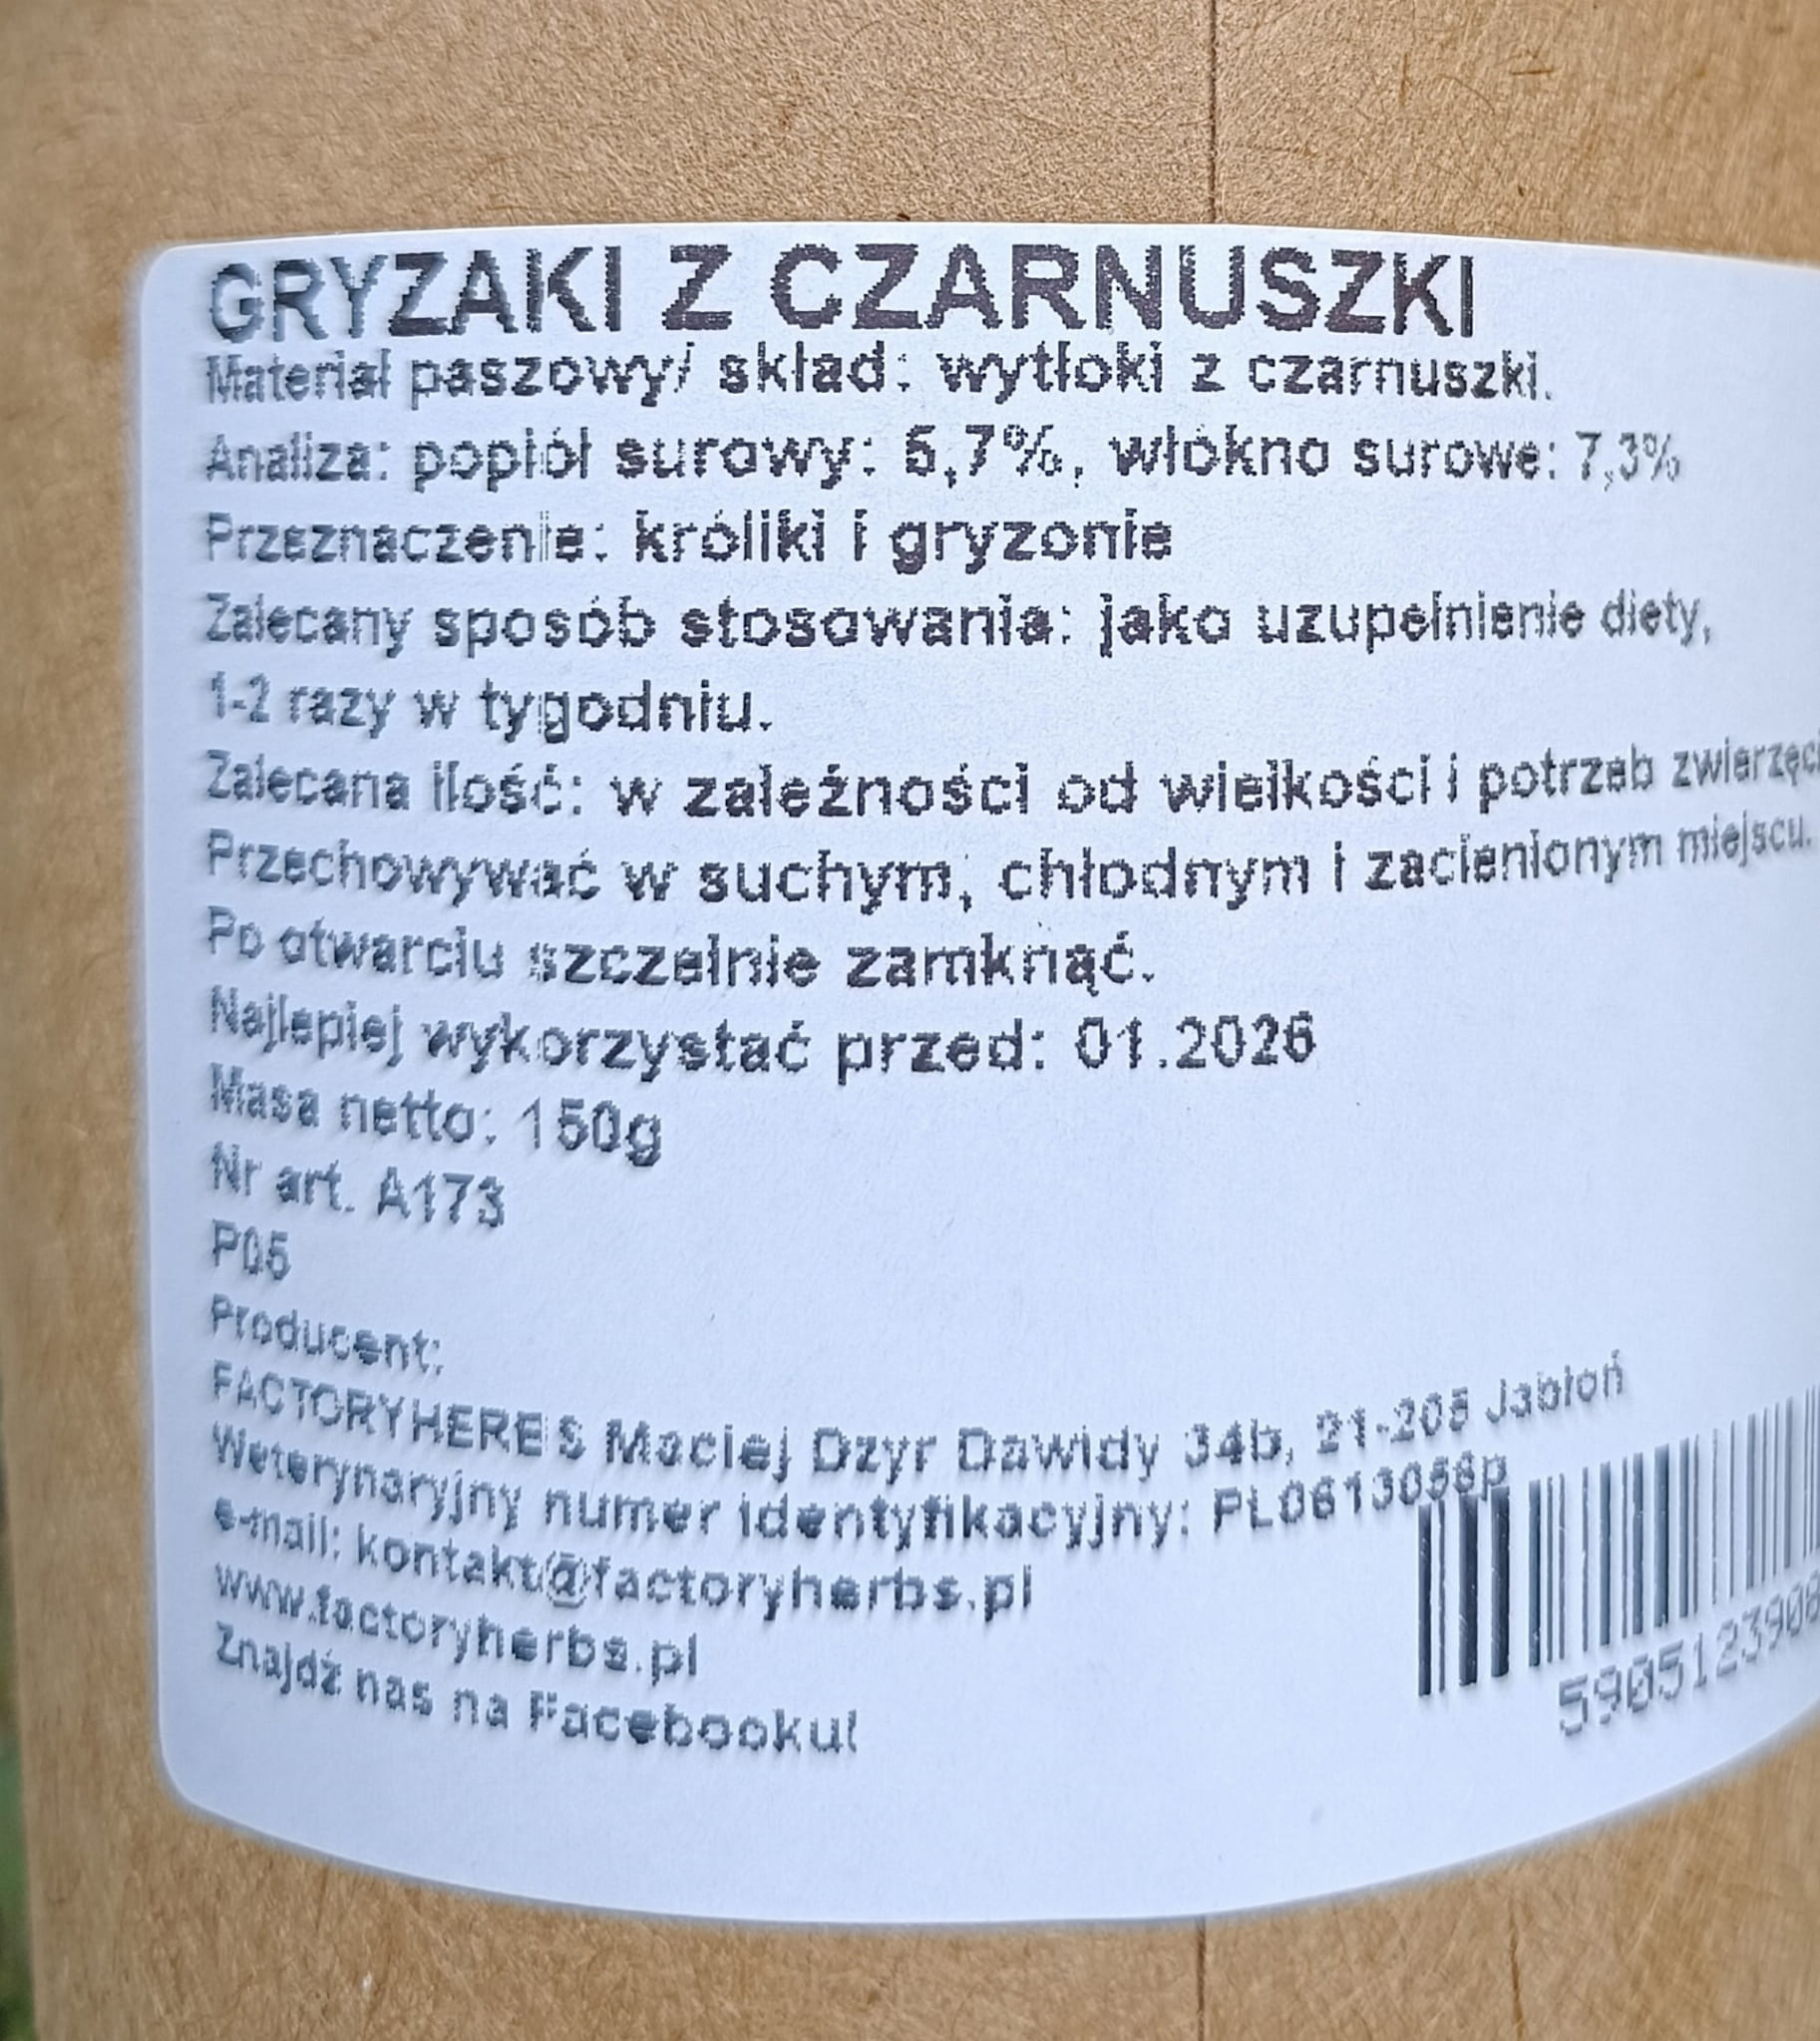 GRYZAKI Z CZARNUSZKI
Materiał paszowy/ skład: wytłoki z czarnuszki.
Analiza: popiół surowy: 5,7%, włókno surowe: 7,3%
Przeznaczenie: króliki i gryzonie
Zalecany sposób stosowania: jako uzupełnienie diety,
1-2 razy w tygodniu.
Zalecana ilość: w zależności od wielkości i potrzeb
Przechowywać w suchym, chłodnym i zacienionym miejscu.
Po otwarciu szczelnie zamknąć.
Najlepiej wykorzystać przed: 01.2026
Masa netto: 150g
Nr art. A173
P05
Producent:
FACTORYHERBS Maciej Dzyr Dawidy 34b, 21-205 Jabłoń
Weterynaryjny numer identyfikacyjny:
e-mail: kontakt@factoryherbs.pl
www.factoryherbs.pl
Znajdź nas na Facebooku!